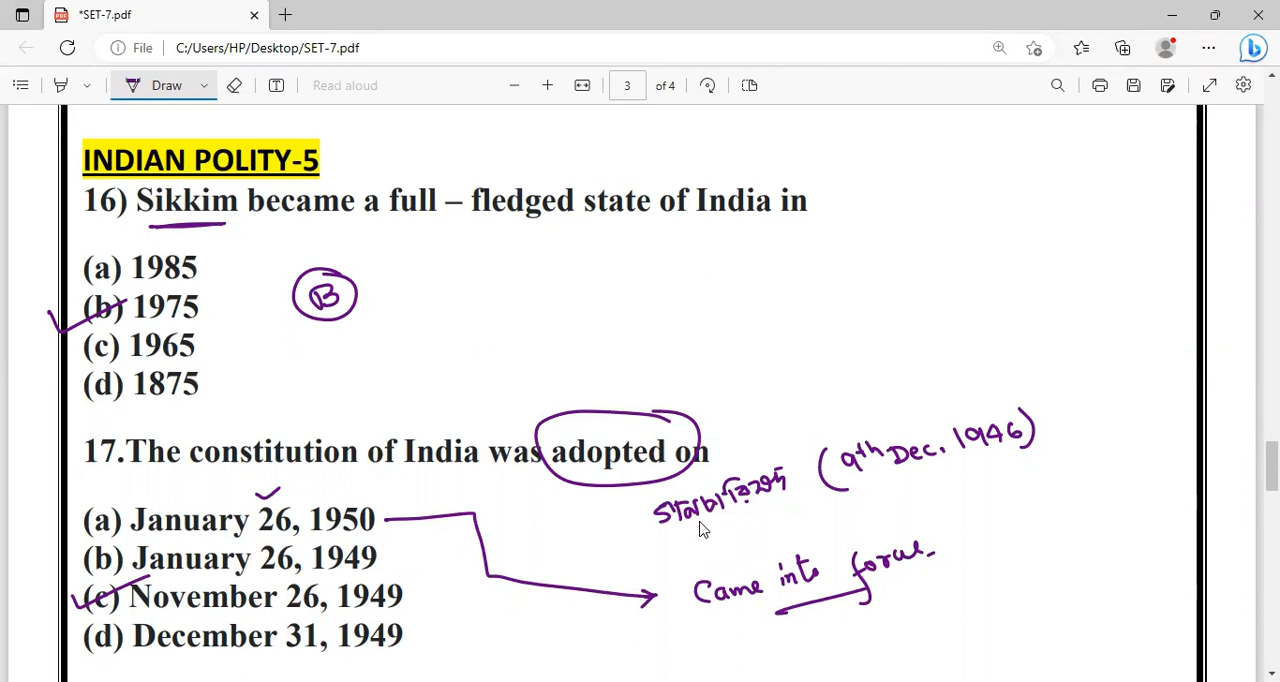 *SET-7.pdf
File C:/Users/HP/Desktop/SET-7.pdf
Draw Read aloud 3 of 4
INDIAN POLITY-5
16) Sikkim became a full – fledged state of India in
(a) 1985
(b) 1975
B
(c) 1965
(d) 1875
17.The constitution of India was adopted on
(9th Dec. 1946)
(a) January 26, 1950
(b) January 26, 1949
Came into force
(c) November 26, 1949
(d) December 31, 1949